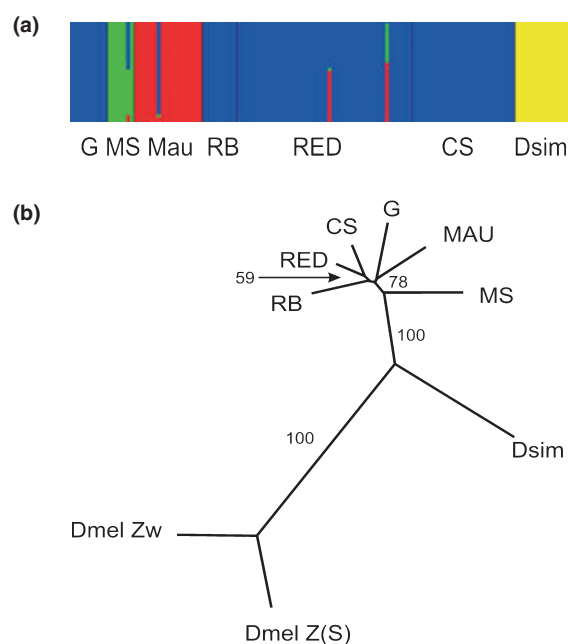 (a)
G MS Mau RB RED CS Dsim
(b)
G
CS
MAU
RED
59
78
RB
MS
100
100
Dsim
Dmel Zw
Dmel Z(S)